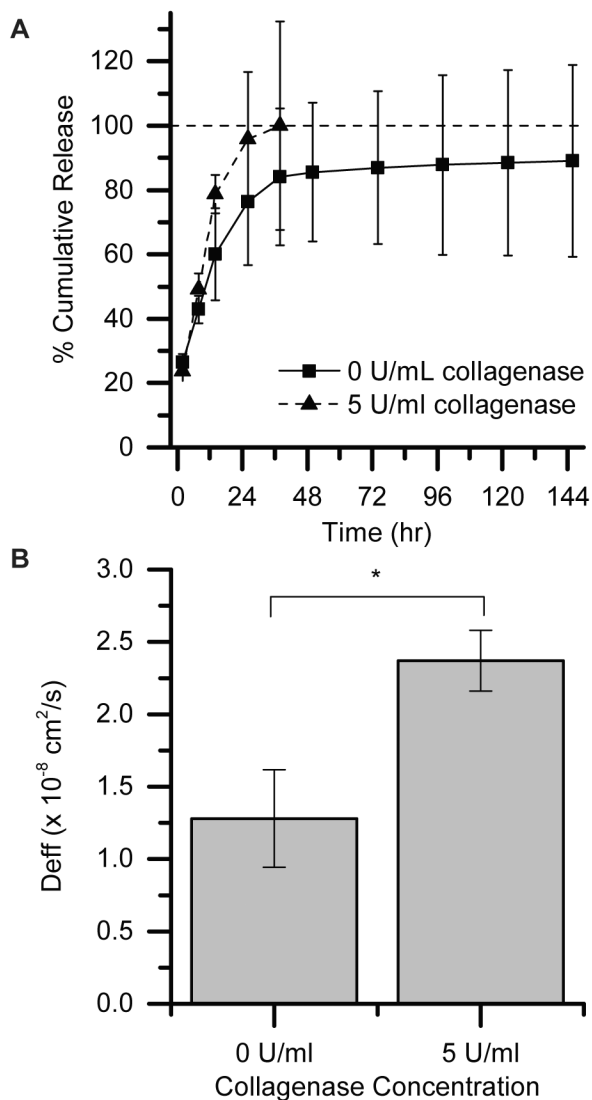 A
% Cumulative Release
120
100
80
60
40
20
0
0 U/mL collagenase
5 U/ml collagenase
0 24 48 72 96 120 144
Time (hr)
B
Deff (x 10⁻⁸ cm²/s)
3.0
2.5
2.0
1.5
1.0
0.5
0.0
*
0 U/ml 5 U/ml
Collagenase Concentration